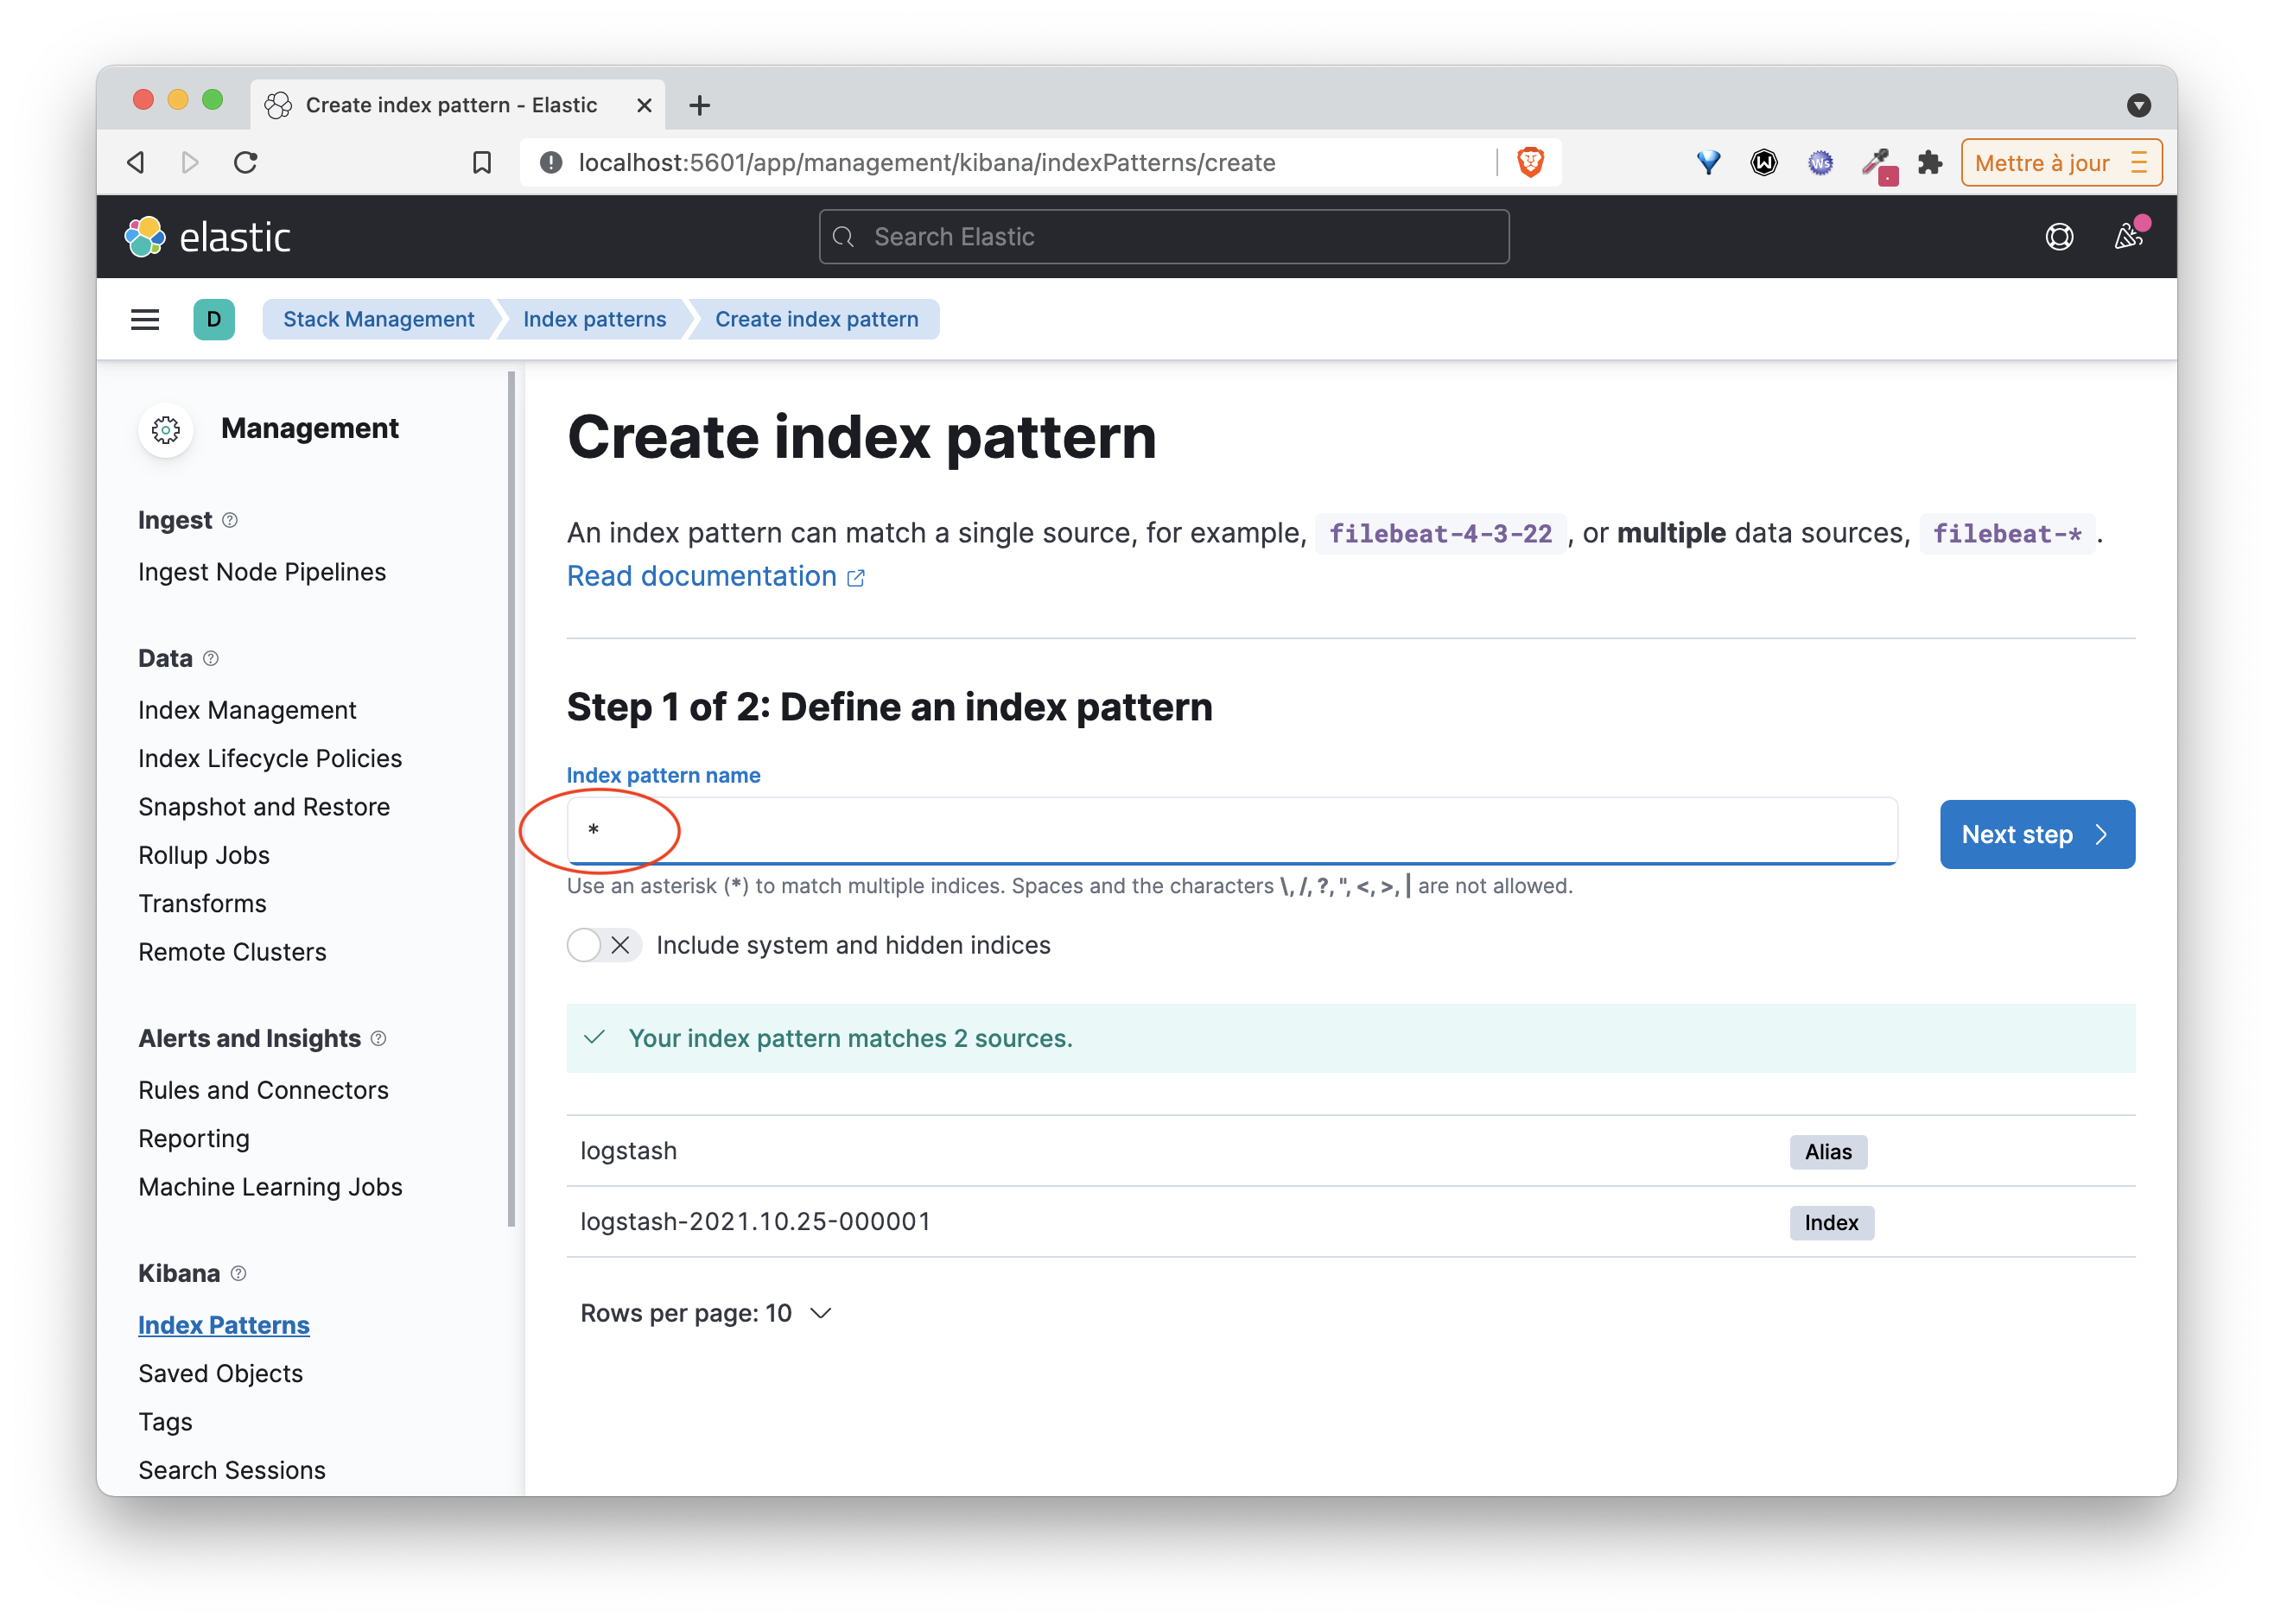 Create index pattern - Elastic
localhost:5601/app/management/kibana/indexPatterns/create
Ws
Mettre à jour
elastic
Search Elastic
D
Stack Management
Index patterns
Create index pattern
Management
Ingest
Ingest Node Pipelines
Data
Index Management
Index Lifecycle Policies
Snapshot and Restore
Rollup Jobs
Transforms
Remote Clusters
Alerts and Insights
Rules and Connectors
Reporting
Machine Learning Jobs
Kibana
Index Patterns
Saved Objects
Tags
Search Sessions
Create index pattern
An index pattern can match a single source, for example, filebeat-4-3-22 , or multiple data sources, filebeat-* .
Read documentation
Step 1 of 2: Define an index pattern
Index pattern name
*
Next step
Use an asterisk (*) to match multiple indices. Spaces and the characters \, /, ?, ", <, >, | are not allowed.
Include system and hidden indices
Your index pattern matches 2 sources.
logstash
Alias
logstash-2021.10.25-000001
Index
Rows per page: 10